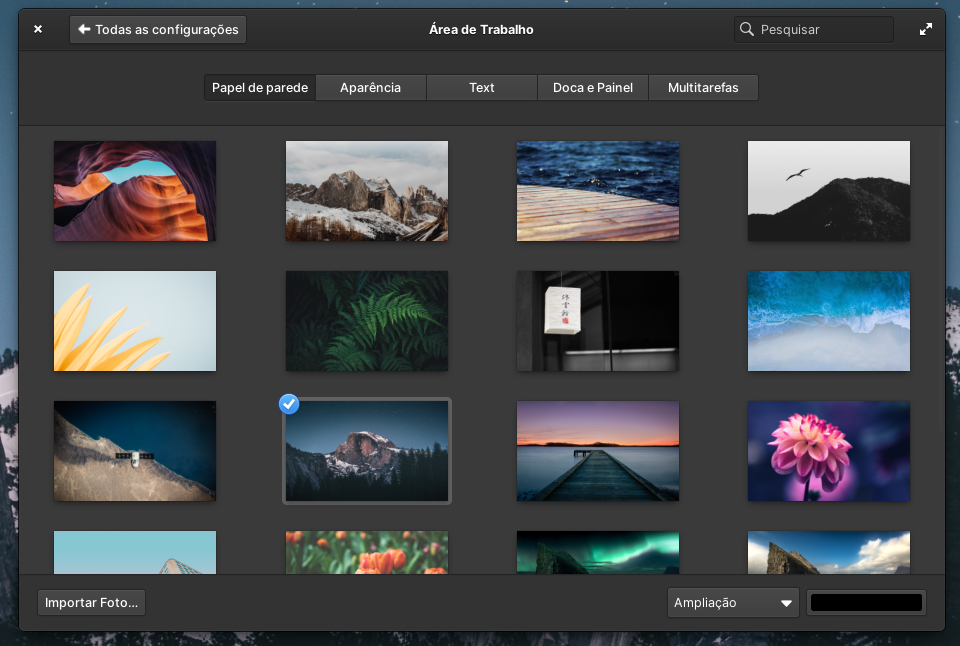 Todas as configurações
Área de Trabalho
Pesquisar
Papel de parede
Aparência
Text
Doca e Painel
Multitarefas
Importar Foto...
Ampliação